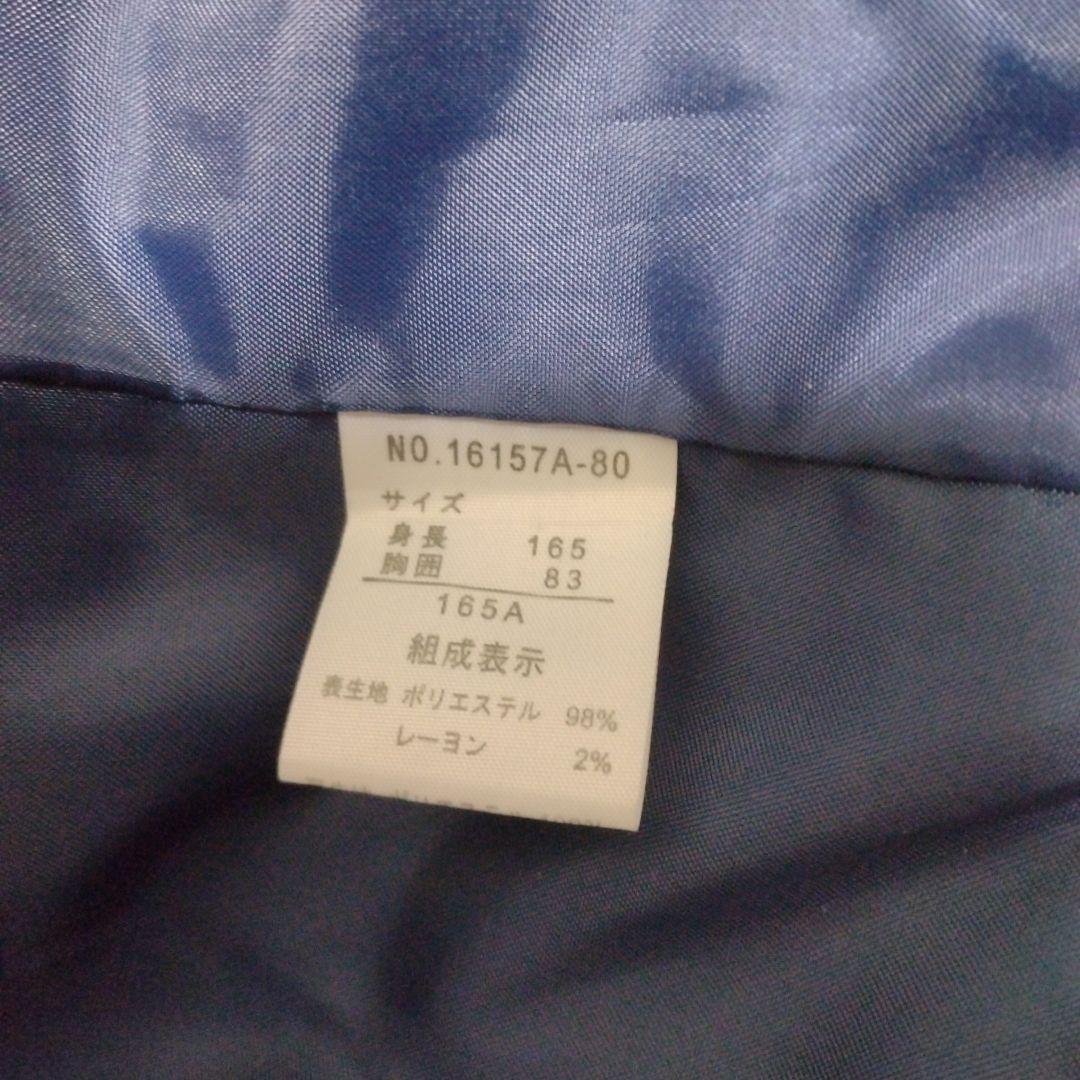 NO.16157A-80
サイズ
身長 165
胸囲 83
165A
組成表示
表生地 ポリエステル 98%
レーヨン 2%